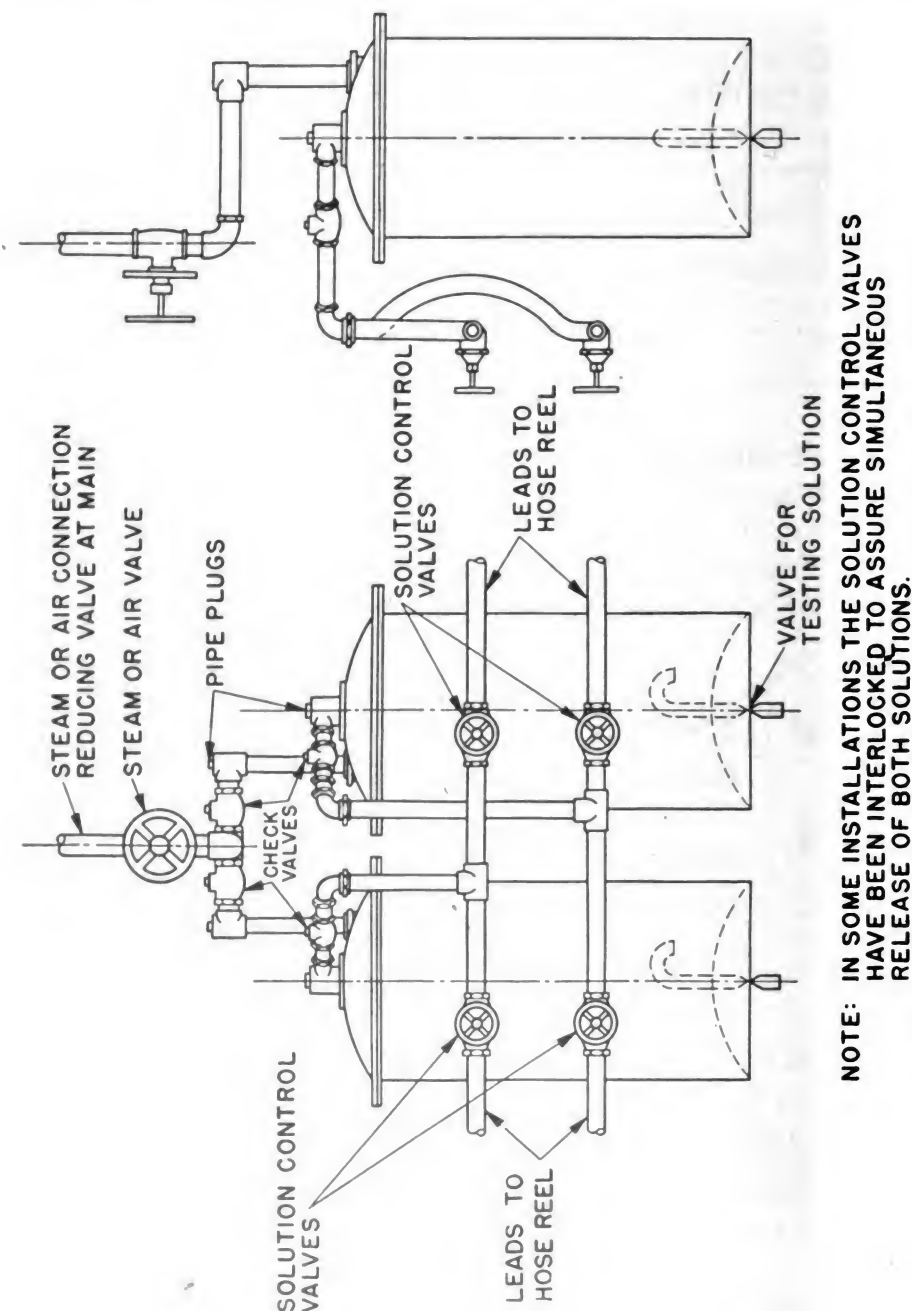 STEAM OR AIR CONNECTION
REDUCING VALVE AT MAIN
STEAM OR AIR VALVE
PIPE PLUGS
CHECK
VALVES
SOLUTION CONTROL
VALVES
SOLUTION CONTROL
VALVES
LEADS TO
HOSE REEL
LEADS TO
HOSE REEL
VALVE FOR
TESTING SOLUTION
NOTE: IN SOME INSTALLATIONS THE SOLUTION CONTROL VALVES
HAVE BEEN INTERLOCKED TO ASSURE SIMULTANEOUS
RELEASE OF BOTH SOLUTIONS.